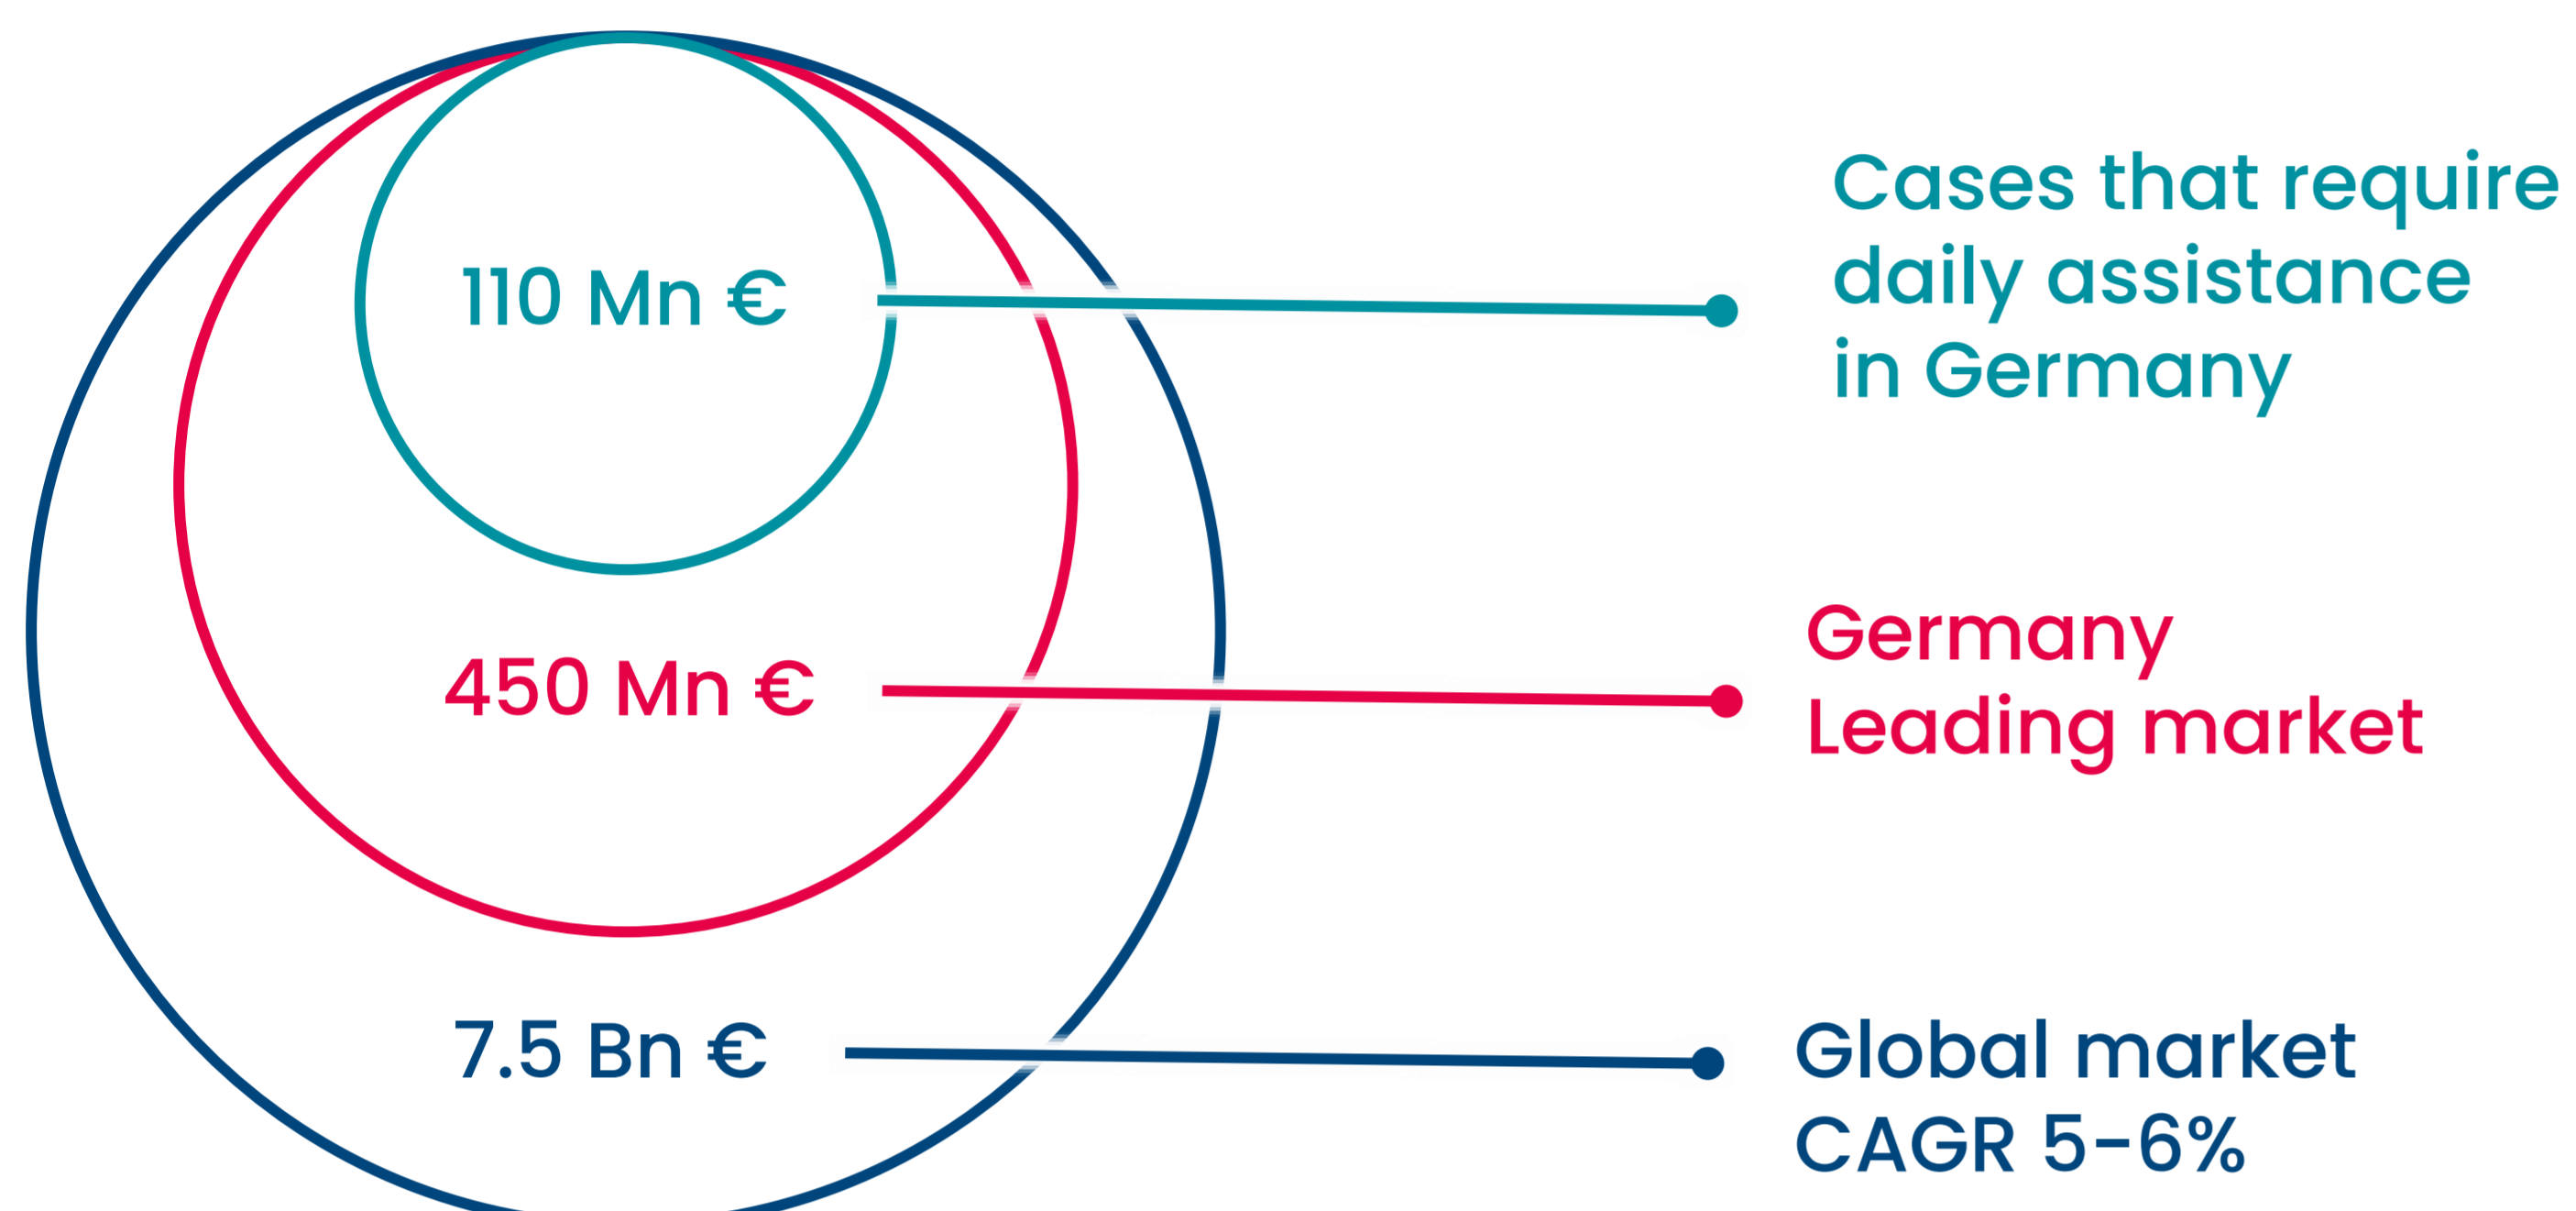 110 Mn €
Cases that require
daily assistance
in Germany
450 Mn €
Germany
Leading market
7.5 Bn €
Global market
CAGR 5-6%